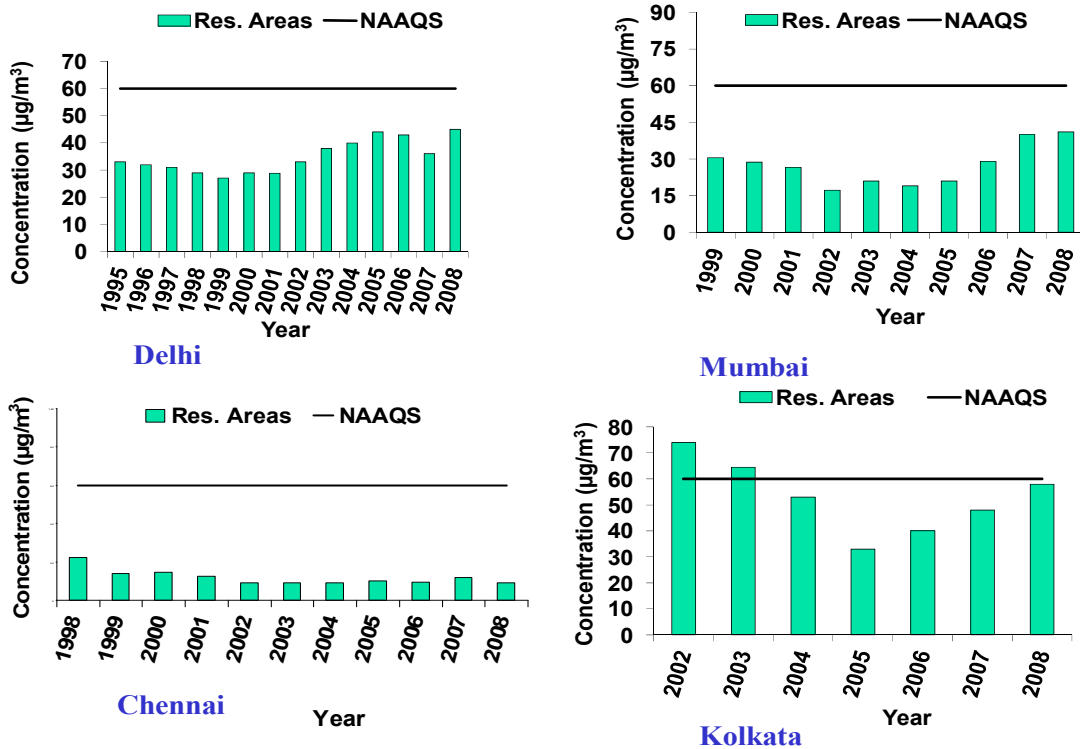 Res. Areas NAAQS
Concentration (µg/m³)
70
60
50
40
30
20
10
0
1995 1996 1997 1998 1999 2000 2001 2002 2003 2004 2005 2006 2007 2008
Year
Delhi
Res. Areas NAAQS
Concentration (µg/m³)
90
75
60
45
30
15
0
1999 2000 2001 2002 2003 2004 2005 2006 2007 2008
Year
Mumbai
Res. Areas NAAQS
Concentration (µg/m³)
1998 1999 2000 2001 2002 2003 2004 2005 2006 2007 2008
Year
Chennai
Res. Areas NAAQS
Concentration (µg/m³)
80
70
60
50
40
30
20
10
0
2002 2003 2004 2005 2006 2007 2008
Year
Kolkata